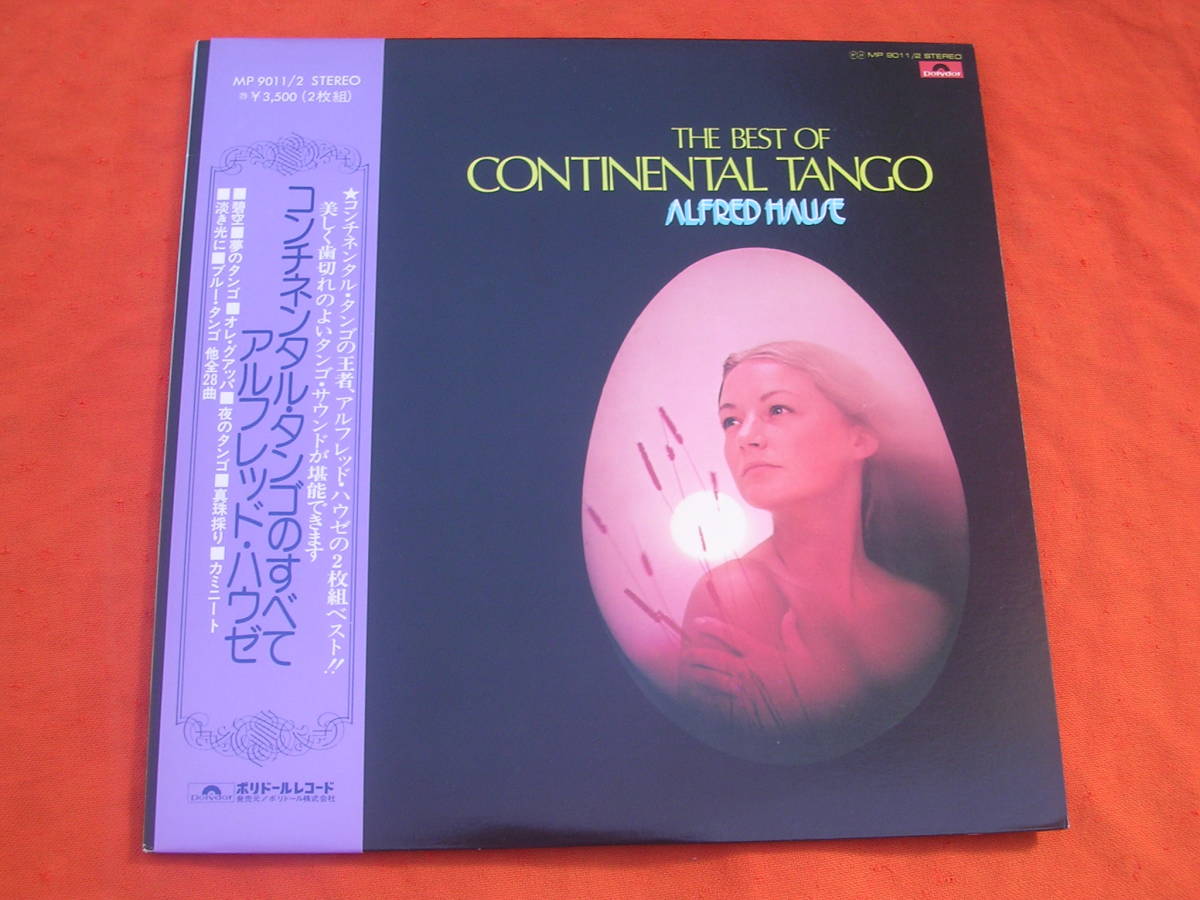 MP 9011/2 STEREO
¥3,500(2枚組)
★コンチネンタル・タンゴの王者、アルフレッド・ハウゼの2枚組ベスト!!
美しく歯切れのよいタンゴ・サウンドが堪能できます
コンチネンタル・タンゴのすべて
アルフレッド・ハウゼ
■碧空■夢のタンゴ■オレ・グアッパ■夜のタンゴ■真珠採り■カミニート
■淡き光に■ブルー・タンゴ 他全28曲
Polydor
ポリドールレコード
発売元/ポリドール株式会社
MP 9011/2 STEREO
Polydor
THE BEST OF
CONTINENTAL TANGO
ALFRED HAUSE